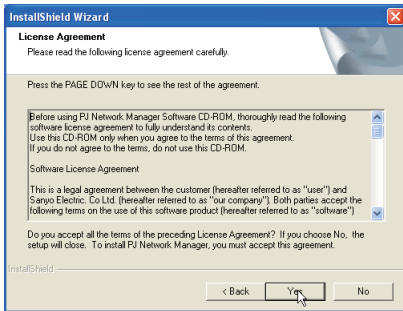 InstallShield Wizard
License Agreement
Please read the following license agreement carefully.
Press the PAGE DOWN key to see the rest of the agreement.
Before using PJ Network Manager Software CD-ROM, thoroughly read the following
software license agreement to fully understand its contents.
Use this CD-ROM only when you agree to the terms of this agreement.
If you do not agree to the terms, do not use this CD-ROM.
Software License Agreement
This is a legal agreement between the customer (hereafter referred to as "user") and
Sanyo Electric. Co Ltd. (hereafter referred to as "our company"). Both parties accept the
following terms on the use of this software product (hereafter referred to as "software")
Do you accept all the terms of the preceding License Agreement? If you choose No, the
setup will close. To install PJ Network Manager, you must accept this agreement.
InstallShield
< Back Yes No